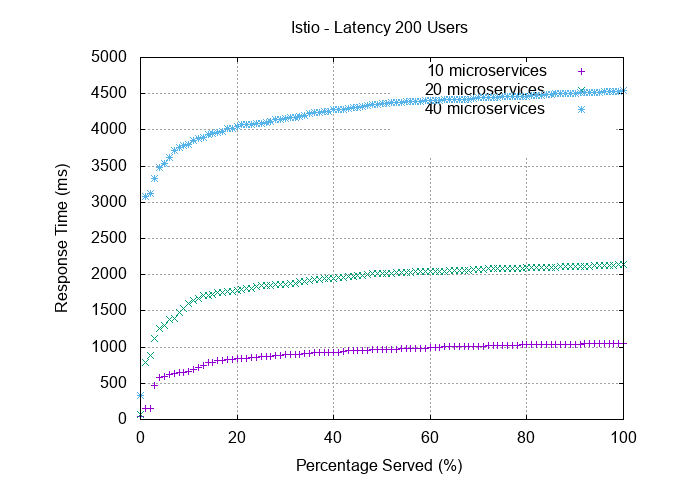 Istio - Latency 200 Users
5000
4500
4000
3500
3000
2500
2000
1500
1000
500
0
Response Time (ms)
10 microservices
20 microservices
40 microservices
0 20 40 60 80 100
Percentage Served (%)